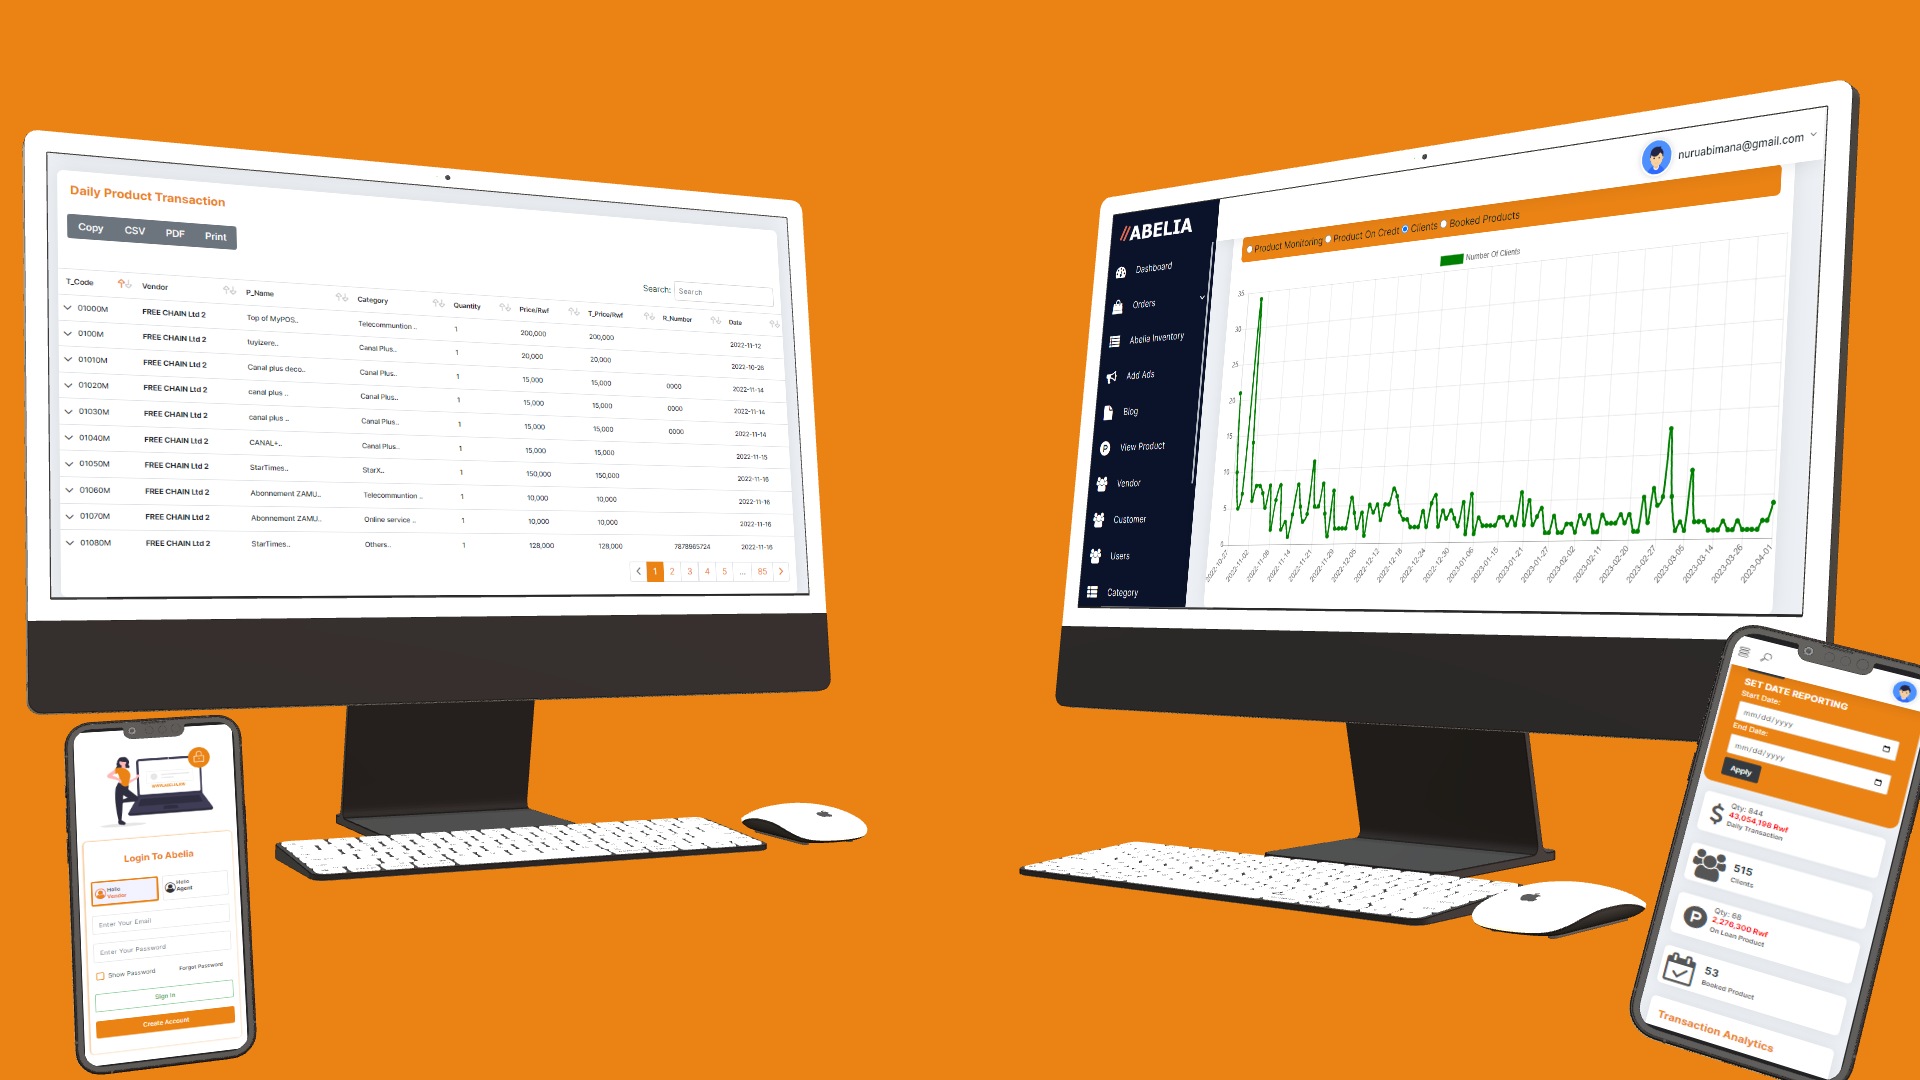 Daily Product Transaction
Copy CSV PDF Print
Search: Search
T_Code Vendor P_Name Category Quantity Price/Rwf T_Price/Rwf R_Number Date
01000M FREE CHAIN Ltd 2 Top of MyPOS.. Telecommuntion .. 1 200,000 200,000 2022-11-12
0100M FREE CHAIN Ltd 2 tuyizere.. Canal Plus.. 1 20,000 20,000 2022-10-26
01010M FREE CHAIN Ltd 2 Canal plus deco.. Canal Plus.. 1 15,000 15,000 0000 2022-11-14
01020M FREE CHAIN Ltd 2 canal plus .. Canal Plus.. 1 15,000 15,000 0000 2022-11-14
01030M FREE CHAIN Ltd 2 canal plus .. Canal Plus.. 1 15,000 15,000 0000 2022-11-14
01040M FREE CHAIN Ltd 2 CANAL+.. Canal Plus.. 1 15,000 15,000 2022-11-15
01050M FREE CHAIN Ltd 2 StarTimes.. StarX.. 1 150,000 150,000 2022-11-16
01060M FREE CHAIN Ltd 2 Abonnement ZAMU.. Telecommuntion .. 1 10,000 10,000 2022-11-16
01070M FREE CHAIN Ltd 2 Abonnement ZAMU.. Online service .. 1 10,000 10,000 2022-11-16
01080M FREE CHAIN Ltd 2 StarTimes.. Others.. 1 128,000 128,000 7878965724 2022-11-16
1 2 3 4 5 ... 85
Login To Abelia
Hello Vendor
Hello Agent
Enter Your Email
Enter Your Password
Show Password Forgot Password
Sign In
Create Account
nuruabimana@gmail.com
//ABELIA
Dashboard
Orders
Abelia Inventory
Add Ads
Blog
View Product
Vendor
Customer
Users
Category
Product Monitoring Product On Credit Clients Booked Products
Number Of Clients
35
30
25
20
15
10
5
0
2022-10-27 2022-11-02 2022-11-08 2022-11-14 2022-11-21 2022-11-29 2022-12-05 2022-12-12 2022-12-18 2022-12-24 2022-12-30 2023-01-06 2023-01-15 2023-01-21 2023-01-27 2023-02-02 2023-02-11 2023-02-20 2023-02-27 2023-03-05 2023-03-14 2023-03-26 2023-04-01
SET DATE REPORTING
Start Date:
mm/dd/yyyy
End Date:
mm/dd/yyyy
Apply
Qty: 844
43,054,198 Rwf
Daily Transaction
515
Clients
Qty: 68
2,276,300 Rwf
On Loan Product
53
Booked Product
Transaction Analytics